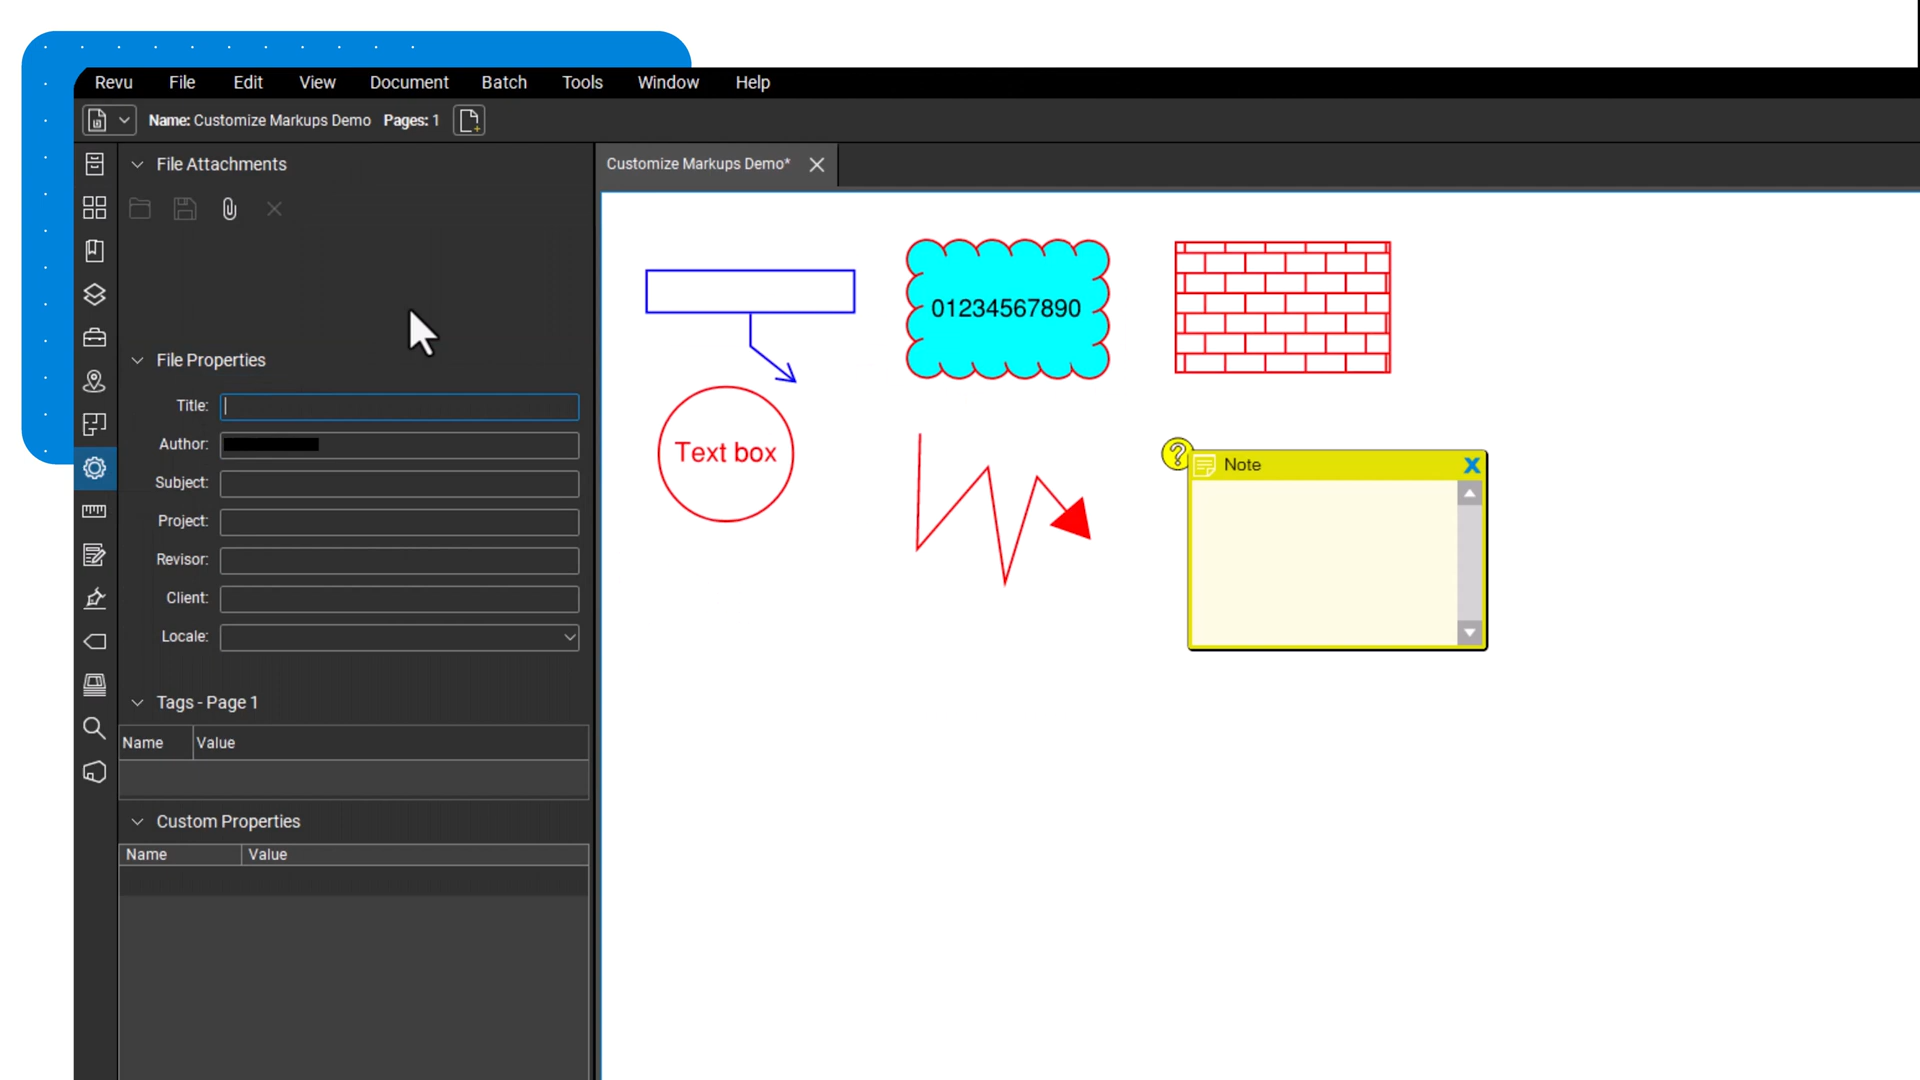 Revu File Edit View Document Batch Tools Window Help
Name: Customize Markups Demo Pages: 1
File Attachments
File Properties
Title:
Author:
Subject:
Project:
Revisor:
Client:
Locale:
Tags - Page 1
Name Value
Custom Properties
Name Value
Customize Markups Demo*
01234567890
Text box
?
Note